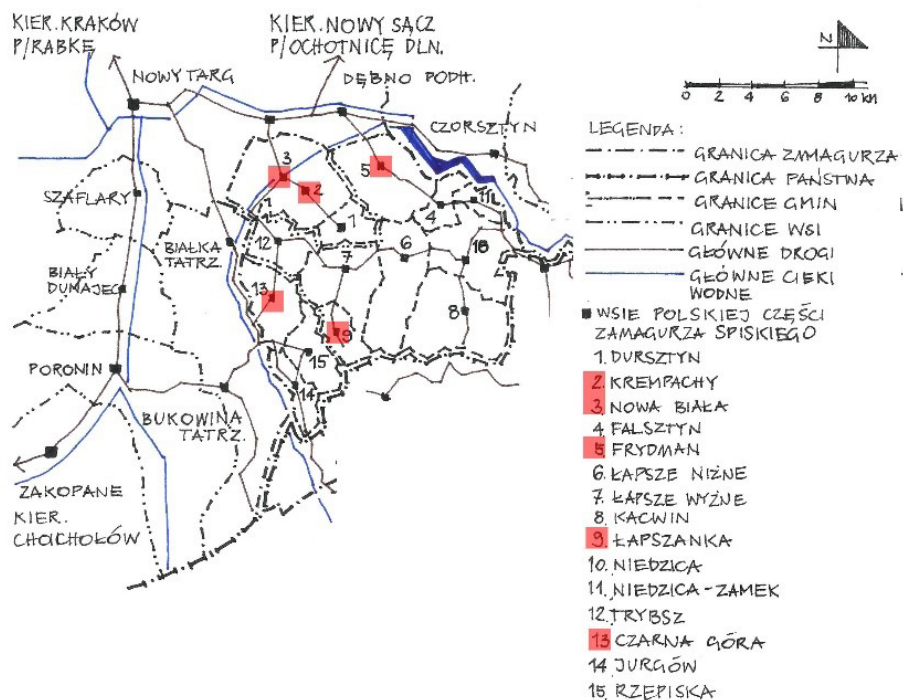 KIER. KRAKÓW
P/RABKĘ
KIER. NOWY SĄCZ
P/OCHOTNICĘ DLN.
N
NOWY TARG
DĘBNO PODH.
CZORSZTYN
0 2 4 6 8 10 KM
3
2
5
1
4
11
SZAFLARY
BIAŁKA
TATRZ.
12
7
6
18
BIAŁY
DUNAJEC
13
8
9
15
PORONIN
14
BUKOWINA
TATRZ.
ZAKOPANE
KIER.
CHOCHOŁÓW
LEGENDA:
GRANICA ZAMAGURZA
GRANICA PAŃSTWA
GRANICE GMIN
GRANICE WSI
GŁÓWNE DROGI
GŁÓWNE CIEKI
WODNE
WSIE POLSKIEJ CZĘŚCI
ZAMAGURZA SPISKIEGO
1. DURSZTYN
2. KREMPACHY
3. NOWA BIAŁA
4. FALSZTYN
5. FRYDMAN
6. ŁAPSZE NIŻNE
7. ŁAPSZE WYŻNE
8. KACWIN
9. ŁAPSZANKA
10. NIEDZICA
11. NIEDZICA-ZAMEK
12. TRYBSZ
13 CZARNA GÓRA
14 JURGÓW
15. RZEPISKA